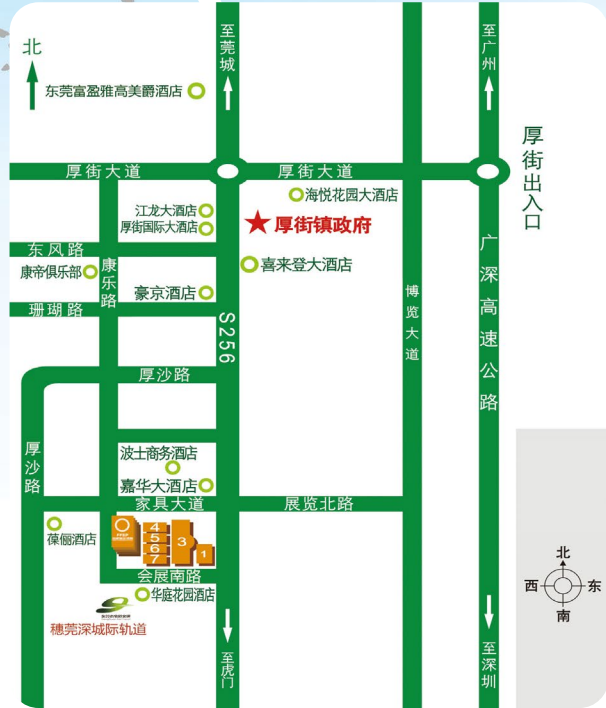 北
至莞城
至广州
东莞富盈雅高美爵酒店
厚街出入口
厚街大道
厚街大道
海悦花园大酒店
江龙大酒店
厚街国际大酒店
厚街镇政府
东风路
康帝俱乐部
康乐路
喜来登大酒店
豪京酒店
珊瑚路
S256
博览大道
广深高速公路
厚沙路
厚沙路
波士商务酒店
嘉华大酒店
家具大道
展览北路
葆俪酒店
4
5
6
7
3
1
会展南路
华庭花园酒店
穗莞深城际轨道
至虎门
至深圳
北
西
东
南